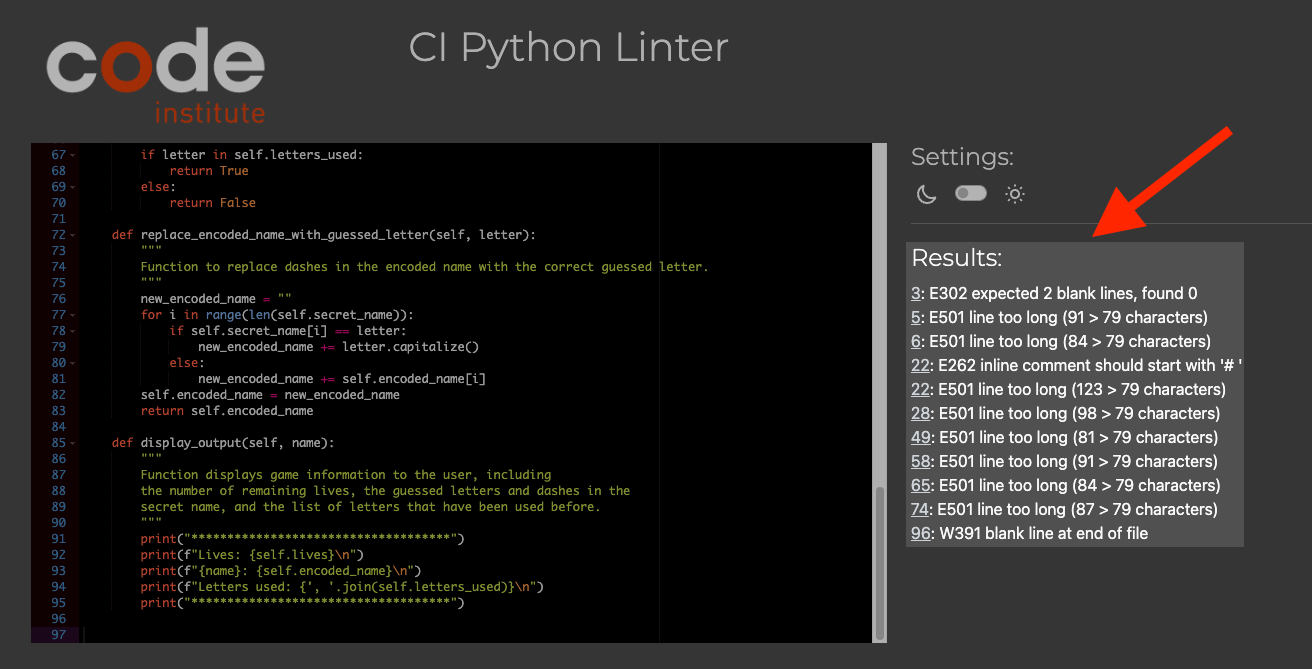 code
institute
CI Python Linter
67 if letter in self.letters_used:
68 return True
69 else:
70 return False
71
72 def replace_encoded_name_with_guessed_letter(self, letter):
73 """
74 Function to replace dashes in the encoded name with the correct guessed letter.
75 """
76 new_encoded_name = ""
77 for i in range(len(self.secret_name)):
78 if self.secret_name[i] == letter:
79 new_encoded_name += letter.capitalize()
80 else:
81 new_encoded_name += self.encoded_name[i]
82 self.encoded_name = new_encoded_name
83 return self.encoded_name
84
85 def display_output(self, name):
86 """
87 Function displays game information to the user, including
88 the number of remaining lives, the guessed letters and dashes in the
89 secret name, and the list of letters that have been used before.
90 """
91 print("************************************")
92 print(f"Lives: {self.lives}\n")
93 print(f"{name}: {self.encoded_name}\n")
94 print(f"Letters used: {', '.join(self.letters_used)}\n")
95 print("************************************")
96
97
Settings:
Results:
3: E302 expected 2 blank lines, found 0
5: E501 line too long (91 > 79 characters)
6: E501 line too long (84 > 79 characters)
22: E262 inline comment should start with '# '
22: E501 line too long (123 > 79 characters)
28: E501 line too long (98 > 79 characters)
49: E501 line too long (81 > 79 characters)
58: E501 line too long (91 > 79 characters)
65: E501 line too long (84 > 79 characters)
74: E501 line too long (87 > 79 characters)
96: W391 blank line at end of file